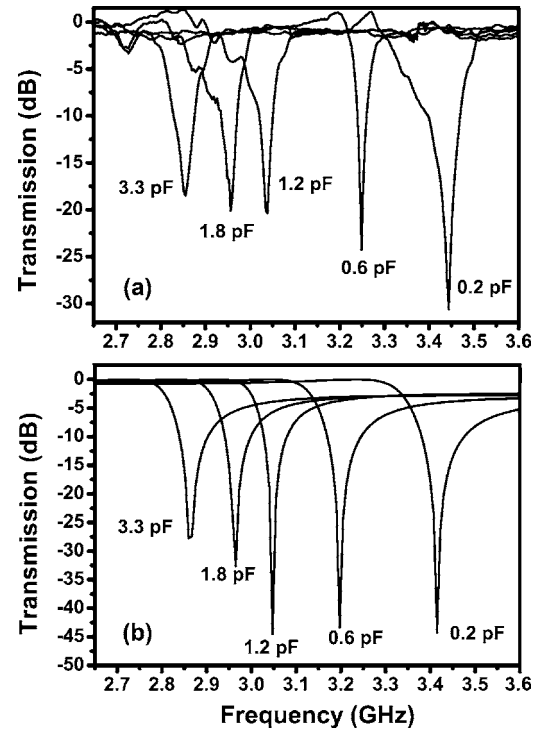 Transmission (dB)
0
-5
-10
-15
-20
-25
-30
3.3 pF
1.8 pF
1.2 pF
0.6 pF
0.2 pF
(a)
2.7 2.8 2.9 3.0 3.1 3.2 3.3 3.4 3.5 3.6
Transmission (dB)
0
-5
-10
-15
-20
-25
-30
-35
-40
-45
-50
3.3 pF
1.8 pF
1.2 pF
0.6 pF
0.2 pF
(b)
2.7 2.8 2.9 3.0 3.1 3.2 3.3 3.4 3.5 3.6
Frequency (GHz)